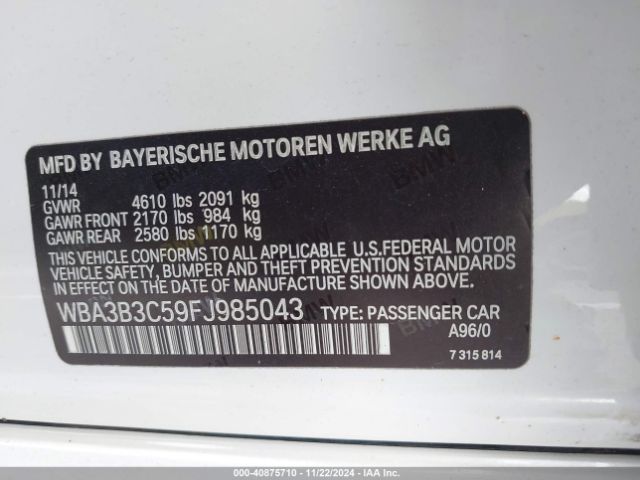 MFD BY BAYERISCHE MOTOREN WERKE AG
11/14
GVWR 4610 lbs 2091 kg
GAWR FRONT 2170 lbs 984 kg
GAWR REAR 2580 lbs 1170 kg
THIS VEHICLE CONFORMS TO ALL APPLICABLE U.S.FEDERAL MOTOR
VEHICLE SAFETY, BUMPER AND THEFT PREVENTION STANDARDS
IN EFFECT ON THE DATE OF MANUFACTURE SHOWN ABOVE.
WBA3B3C59FJ985043 TYPE: PASSENGER CAR
A96/0
7 315 814
000-40875710 - 11/22/2024 - IAA Inc.